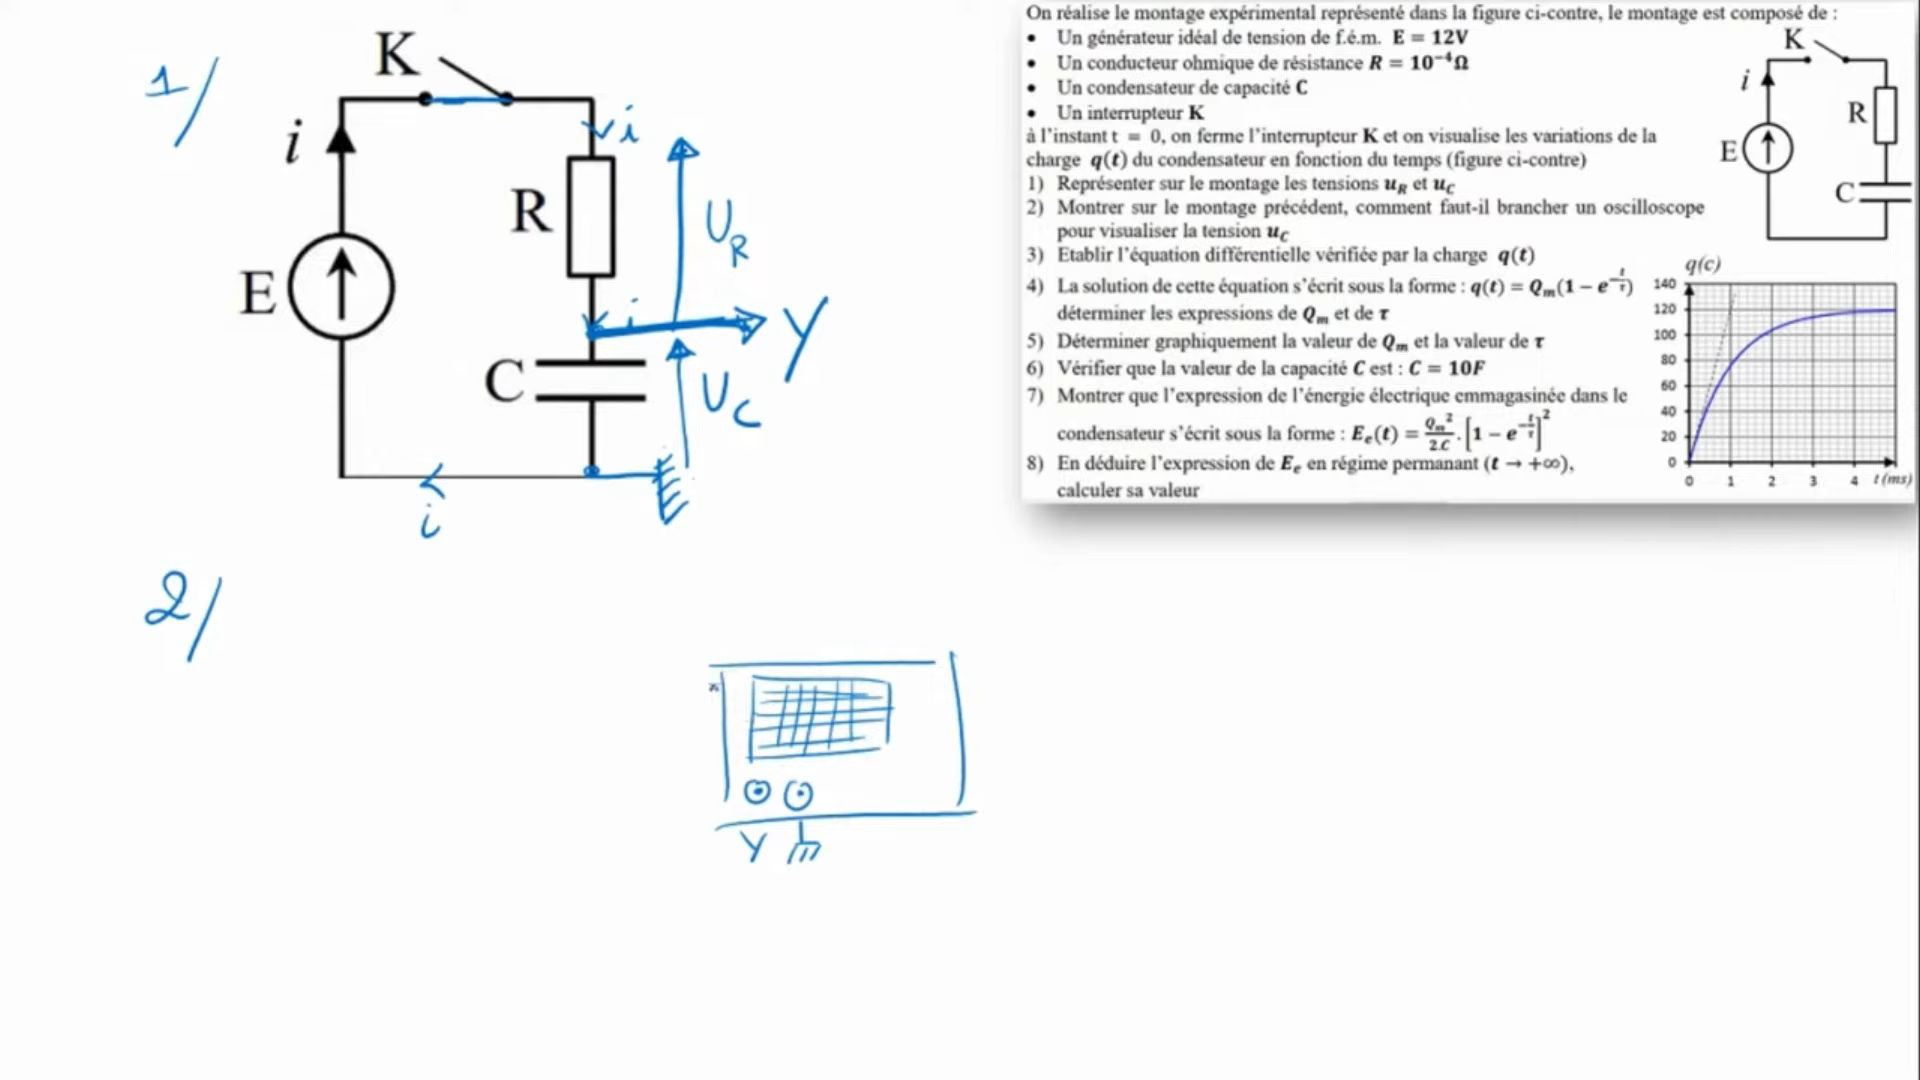 1/
K
i
i
R
U_R
E
i
Y
C
U_C
i
2/
Y
On réalise le montage expérimental représenté dans la figure ci-contre, le montage est composé de :
• Un générateur idéal de tension de f.é.m. E = 12V
• Un conducteur ohmique de résistance R = 10⁻⁴Ω
• Un condensateur de capacité C
• Un interrupteur K
à l'instant t = 0, on ferme l'interrupteur K et on visualise les variations de la
charge q(t) du condensateur en fonction du temps (figure ci-contre)
1) Représenter sur le montage les tensions u_R et u_C
2) Montrer sur le montage précédent, comment faut-il brancher un oscilloscope
pour visualiser la tension u_C
3) Etablir l'équation différentielle vérifiée par la charge q(t)
4) La solution de cette équation s'écrit sous la forme : q(t) = Q_m(1 − e^{−t/τ})
déterminer les expressions de Q_m et de τ
5) Déterminer graphiquement la valeur de Q_m et la valeur de τ
6) Vérifier que la valeur de la capacité C est : C = 10F
7) Montrer que l'expression de l'énergie électrique emmagasinée dans le
condensateur s'écrit sous la forme : E_e(t) = Q_m²/2.C . [1 − e^{−t/τ}]²
8) En déduire l'expression de E_e en régime permanant (t → +∞),
calculer sa valeur
K
i
R
E
C
q(c)
140
120
100
80
60
40
20
0
0 1 2 3 4 t(ms)